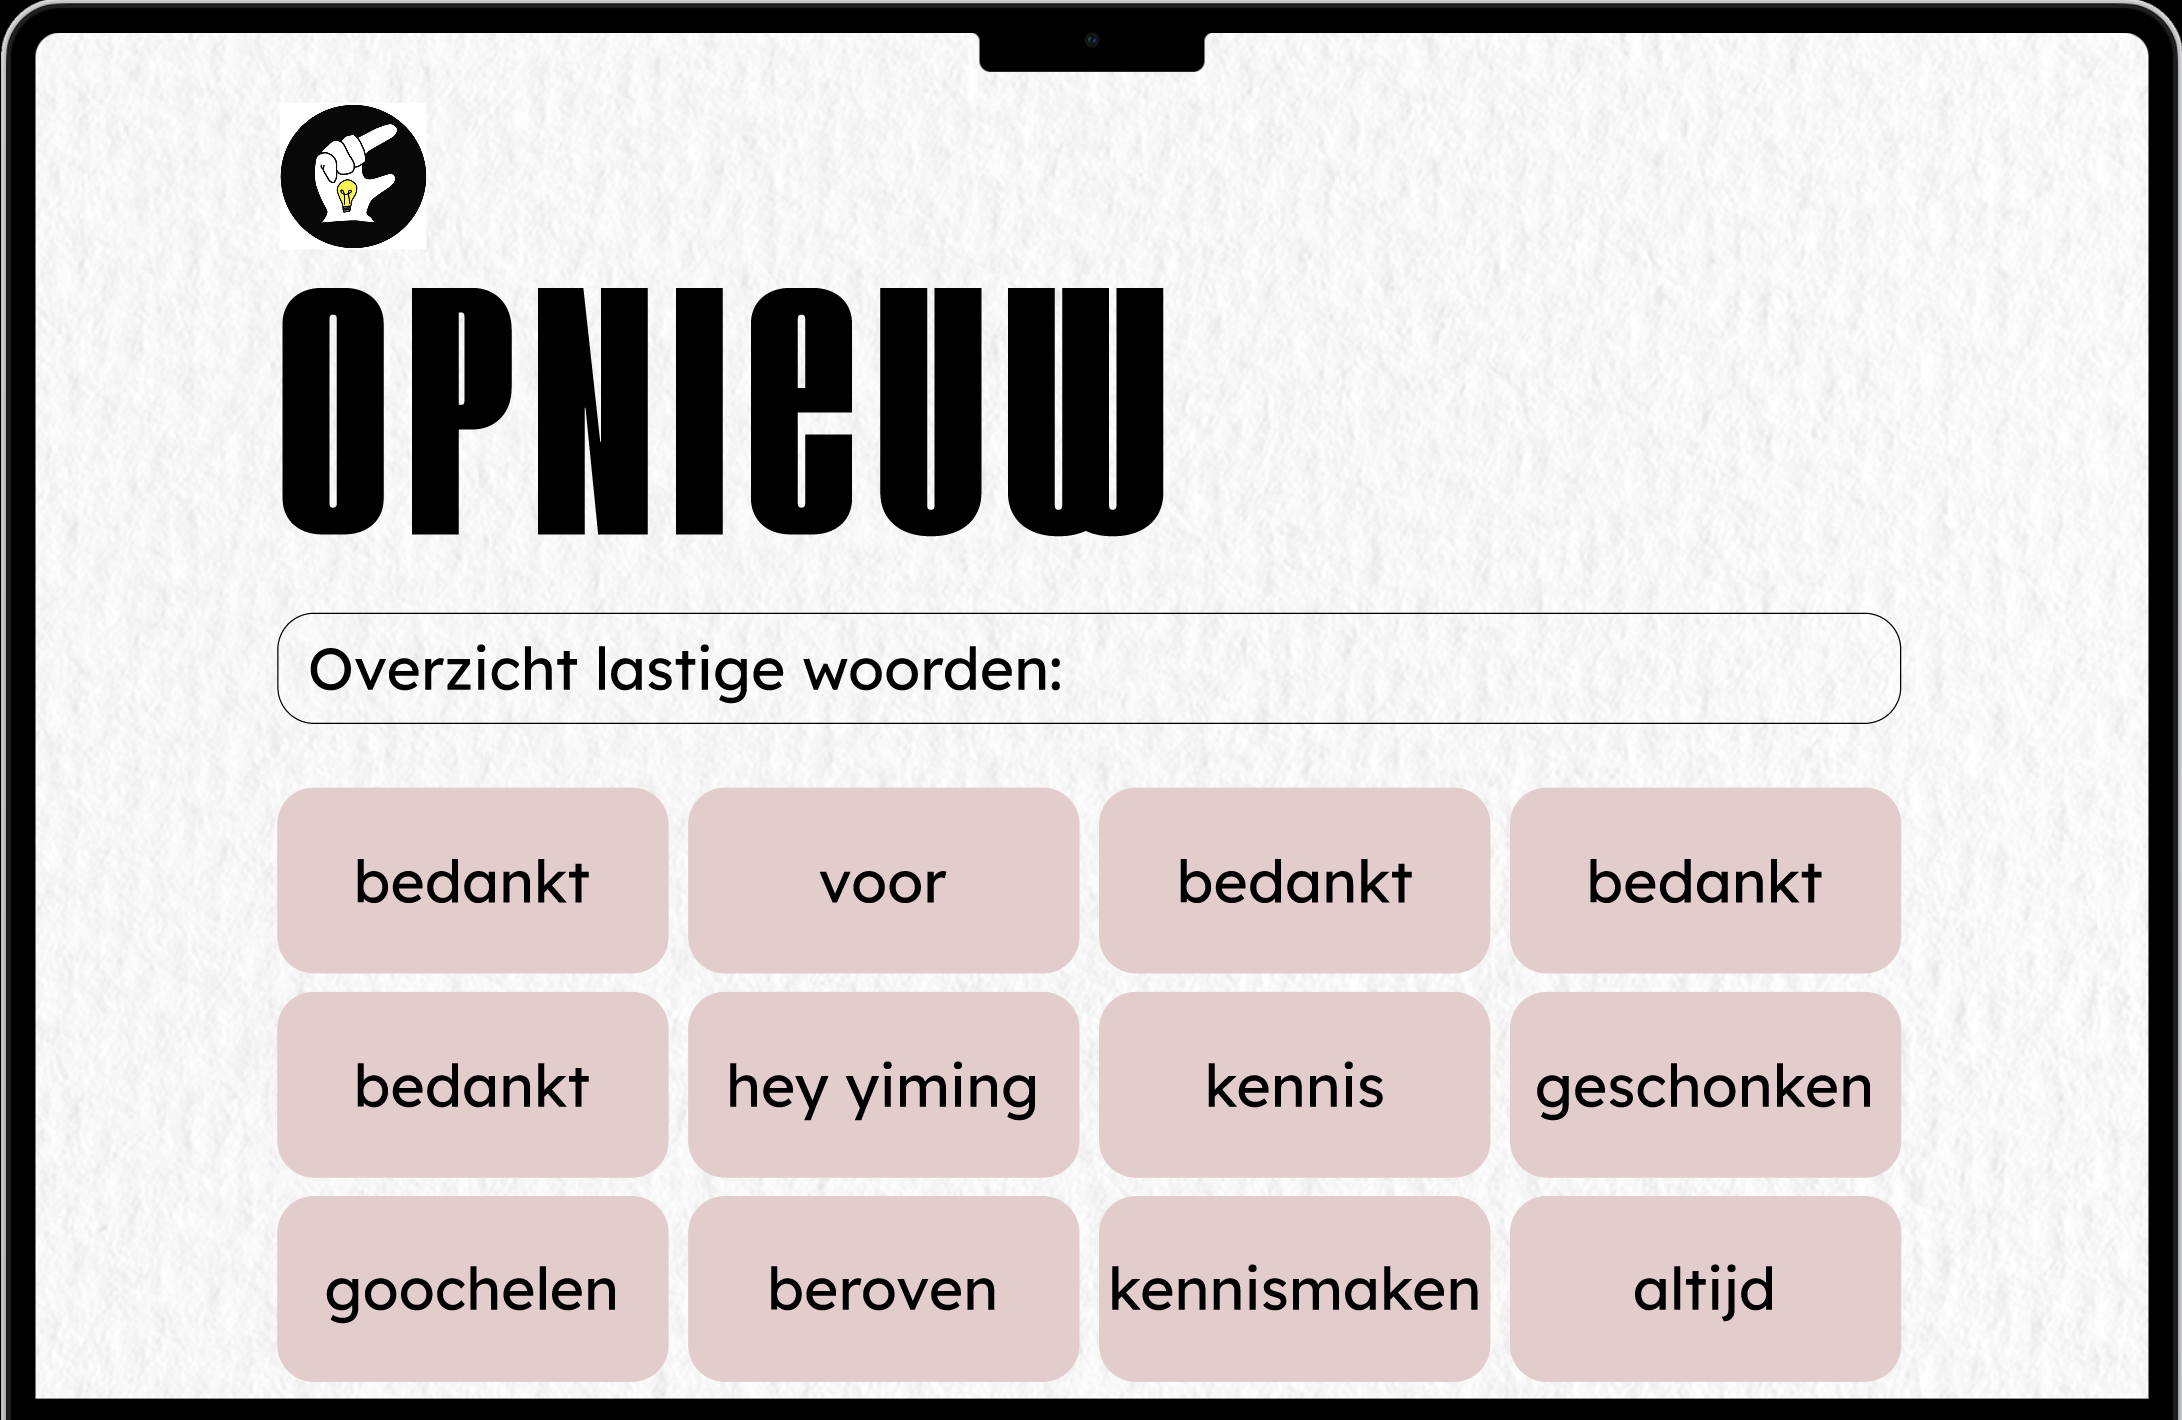 OPNIEUW
Overzicht lastige woorden:
bedankt
voor
bedankt
bedankt
bedankt
hey yiming
kennis
geschonken
goochelen
beroven
kennismaken
altijd